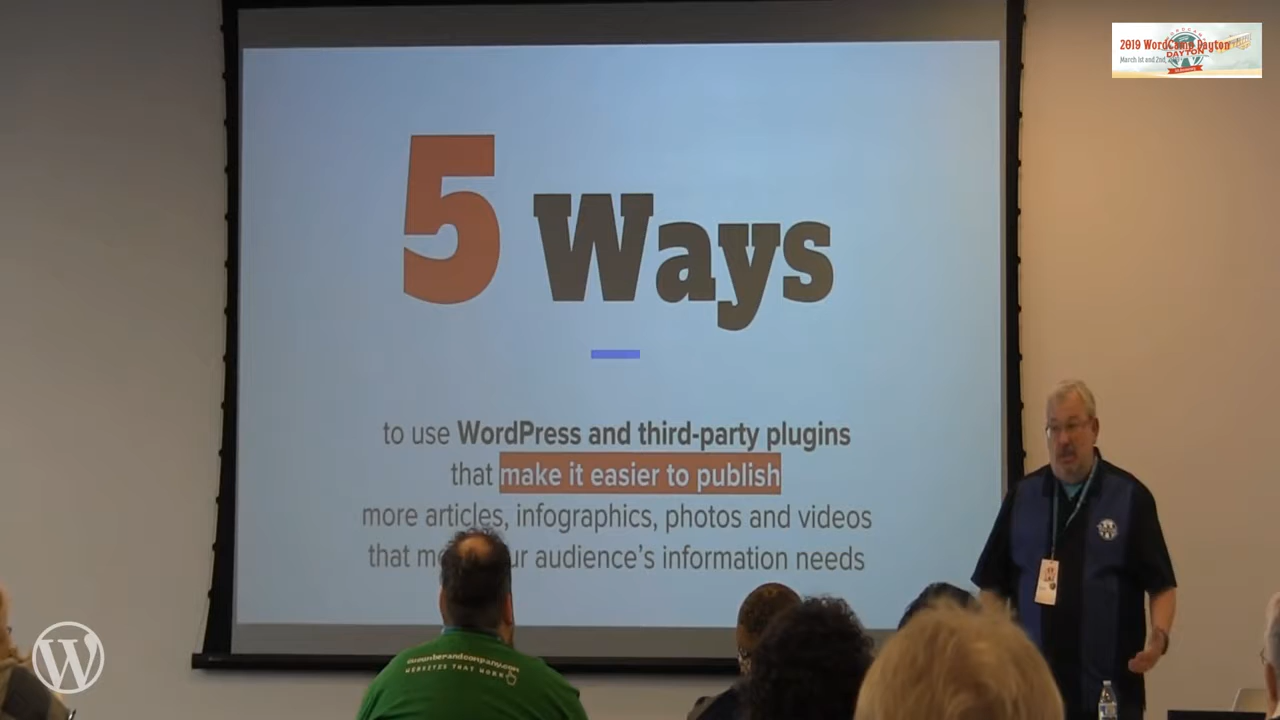 2019 WordCamp Dayton
March 1st and 2nd,
DAYTON
5 Ways
to use WordPress and third-party plugins
that make it easier to publish
more articles, infographics, photos and videos
audience's information needs
WEBSITES THAT WORK
W